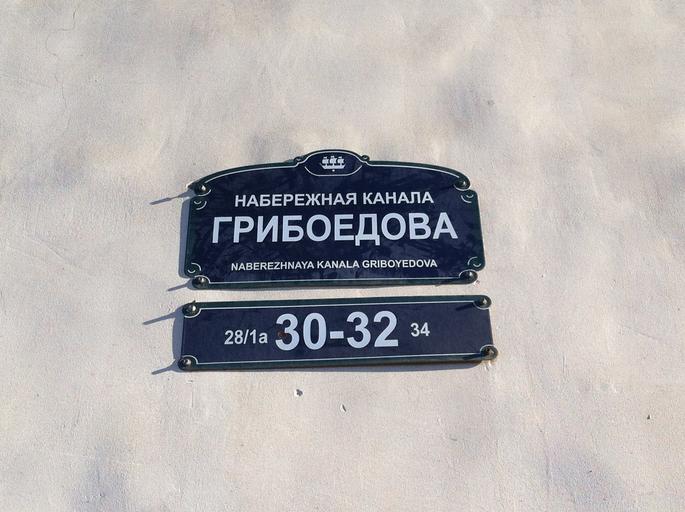 НАБЕРЕЖНАЯ КАНАЛА
ГРИБОЕДОВА
NABEREZHNAYA KANALA GRIBOYEDOVA
28/1а 30-32 34